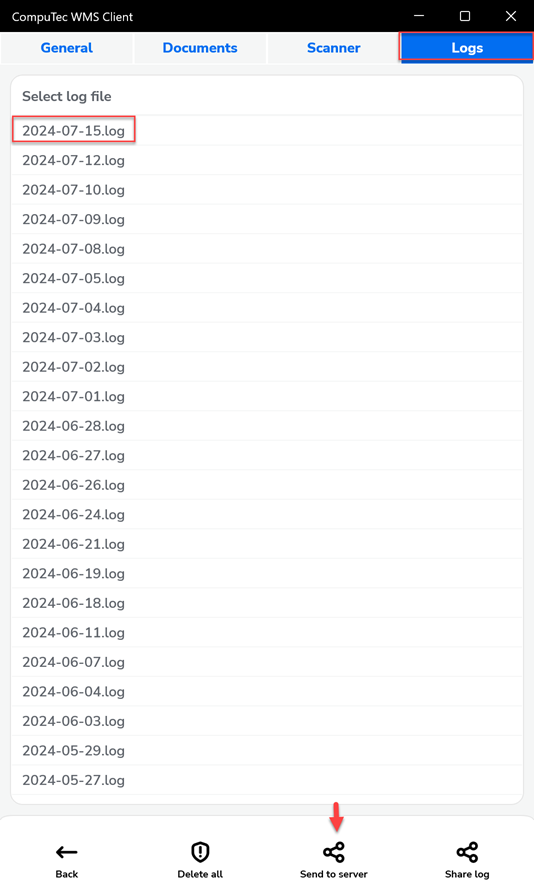 CompuTec WMS Client
General Documents Scanner Logs
Select log file
2024-07-15.log
2024-07-12.log
2024-07-10.log
2024-07-09.log
2024-07-08.log
2024-07-05.log
2024-07-04.log
2024-07-03.log
2024-07-02.log
2024-07-01.log
2024-06-28.log
2024-06-27.log
2024-06-26.log
2024-06-24.log
2024-06-21.log
2024-06-19.log
2024-06-18.log
2024-06-11.log
2024-06-07.log
2024-06-04.log
2024-06-03.log
2024-05-29.log
2024-05-27.log
Back Delete all Send to server Share log